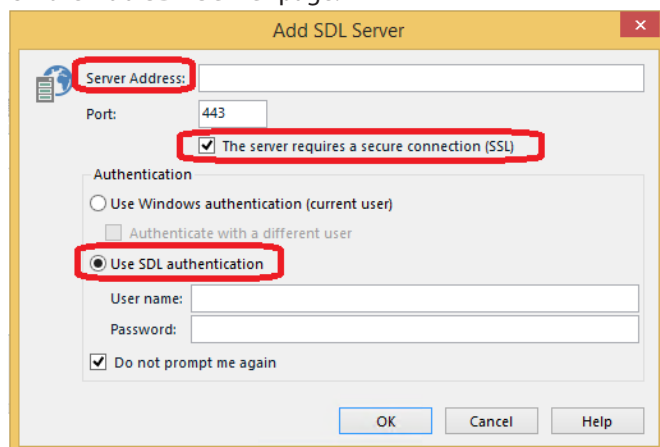 Add SDL Server
Server Address:
Port: 443
The server requires a secure connection (SSL)
Authentication
Use Windows authentication (current user)
Authenticate with a different user
Use SDL authentication
User name:
Password:
Do not prompt me again
OK Cancel Help